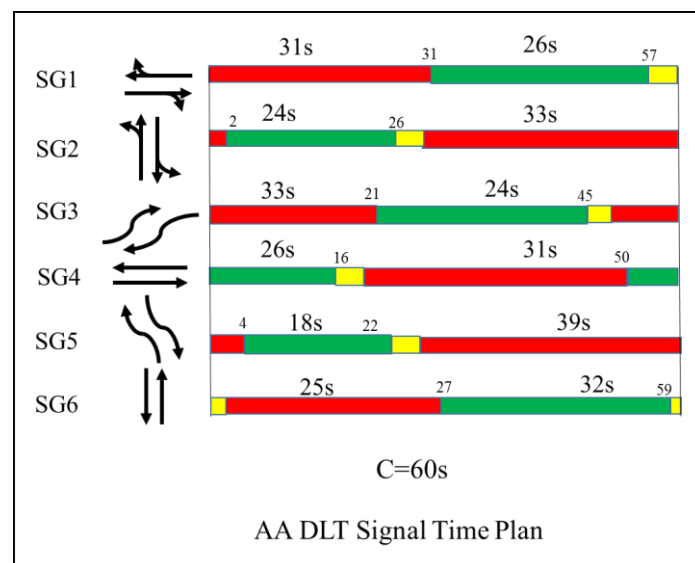 31s 31 26s 57
SG1
2 24s 26 33s
SG2
33s 21 24s 45
SG3
26s 16 31s 50
SG4
4 18s 22 39s
SG5
25s 27 32s 59
SG6
C=60s
AA DLT Signal Time Plan